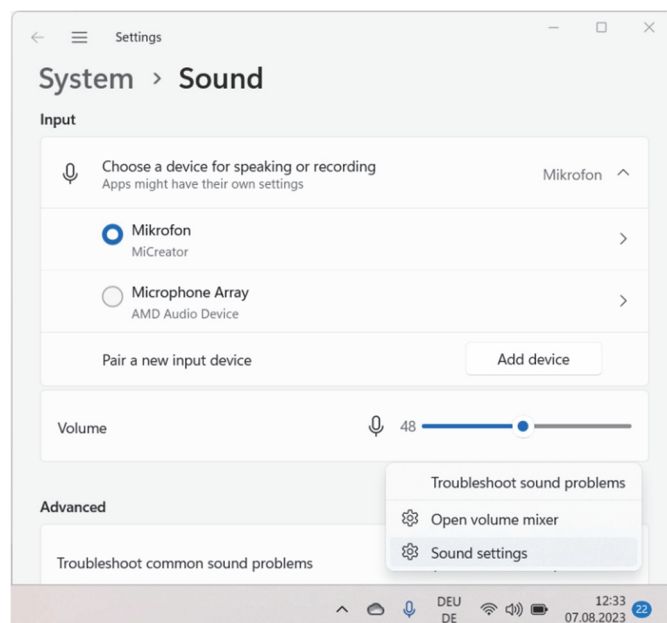 Settings
System > Sound
Input
Choose a device for speaking or recording
Apps might have their own settings
Mikrofon
Mikrofon
MiCreator
Microphone Array
AMD Audio Device
Pair a new input device
Add device
Volume
48
Troubleshoot sound problems
Advanced
Open volume mixer
Sound settings
Troubleshoot common sound problems
DEU
DE
12:33
07.08.2023
22